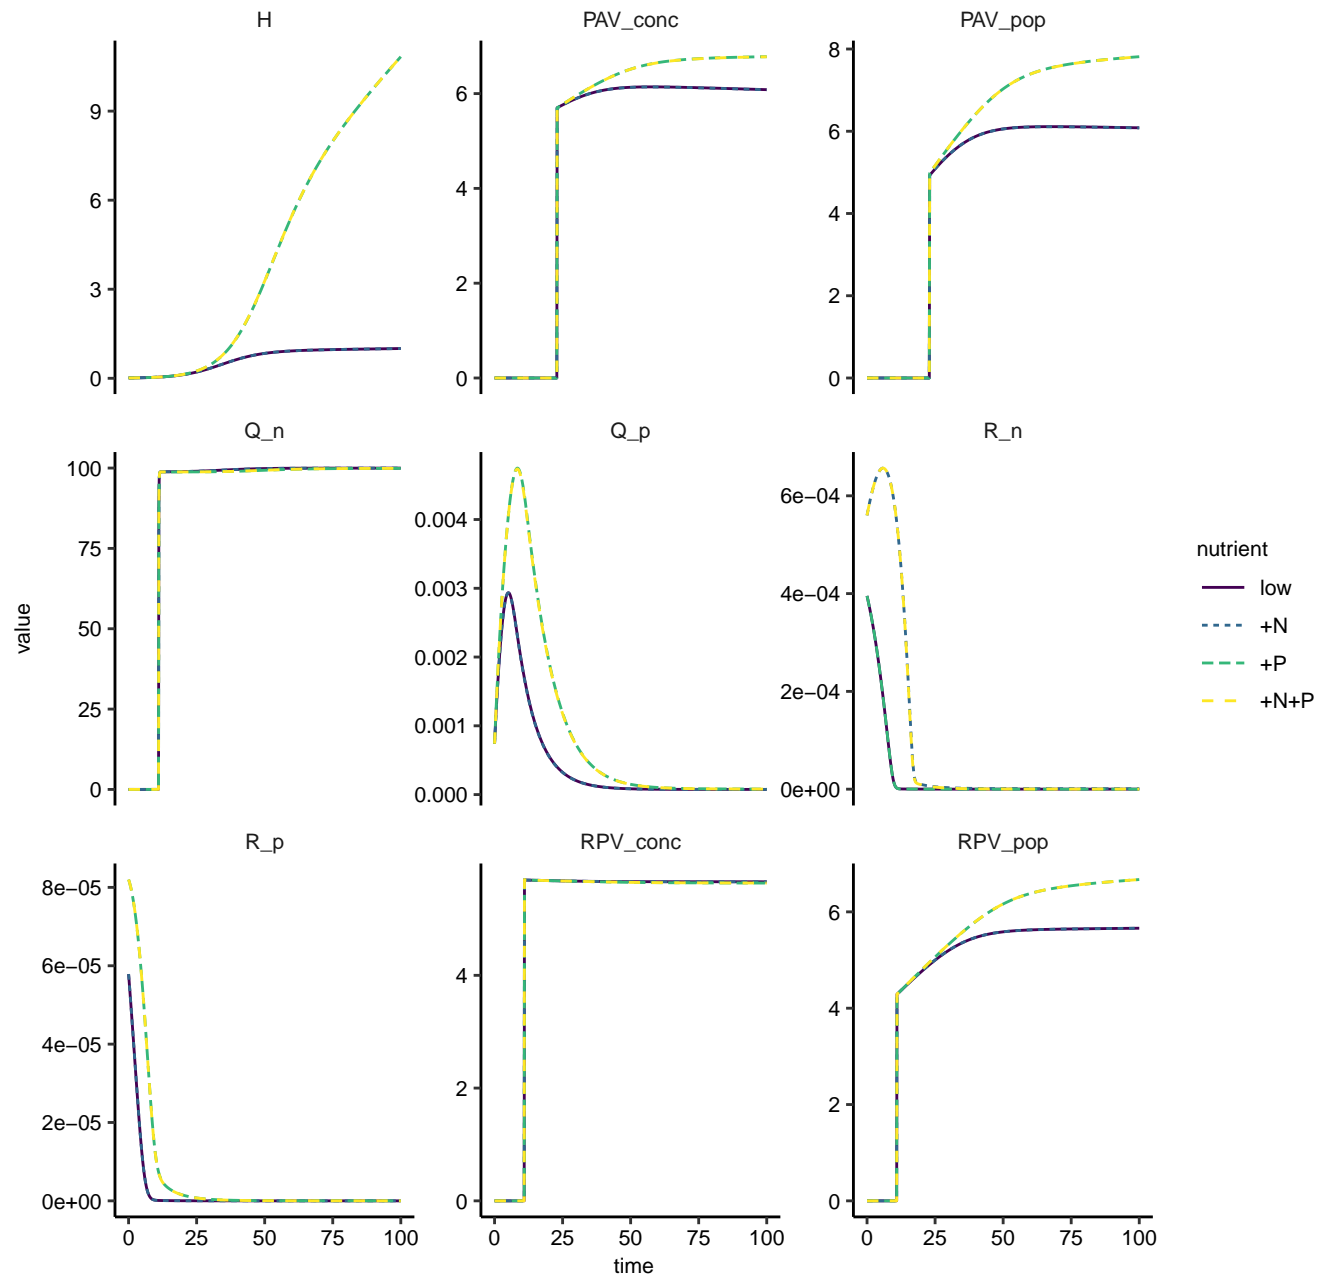 H
PAV_conc
PAV_pop
9
6
3
0
6
4
2
0
8
6
4
2
0
Q_n
Q_p
R_n
100
75
50
25
0
0.004
0.003
0.002
0.001
0.000
6e−04
4e−04
2e−04
0e+00
R_p
RPV_conc
RPV_pop
8e−05
6e−05
4e−05
2e−05
0e+00
4
2
0
6
4
2
0
0 25 50 75 100
0 25 50 75 100
0 25 50 75 100
time
value
nutrient
low
+N
+P
+N+P